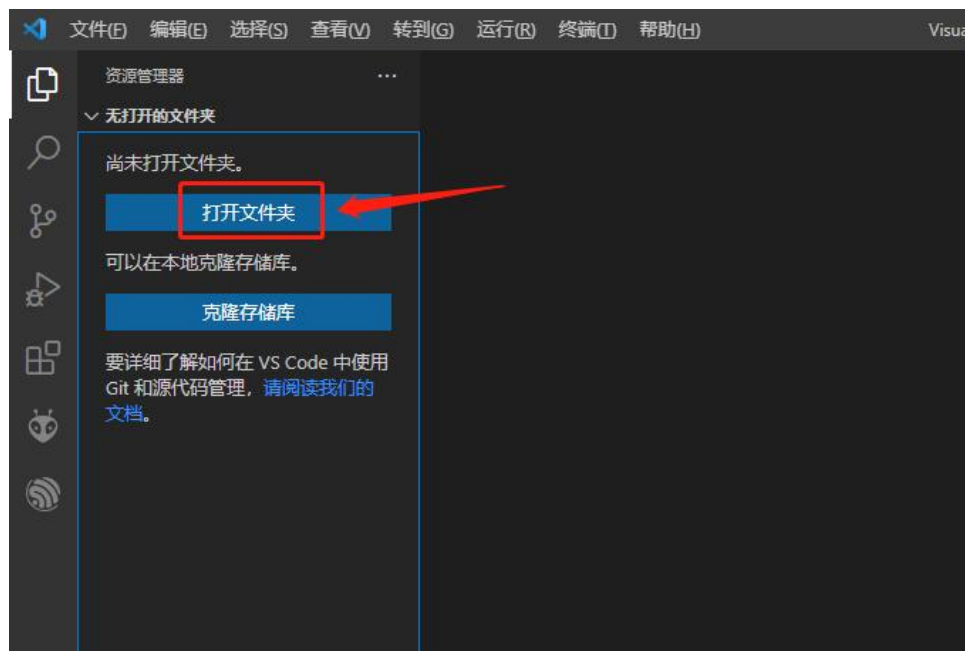 文件(F) 编辑(E) 选择(S) 查看(V) 转到(G) 运行(R) 终端(T) 帮助(H) Visua
资源管理器 ···
无打开的文件夹
尚未打开文件夹。
打开文件夹
可以在本地克隆存储库。
克隆存储库
要详细了解如何在 VS Code 中使用
Git 和源代码管理，请阅读我们的
文档。